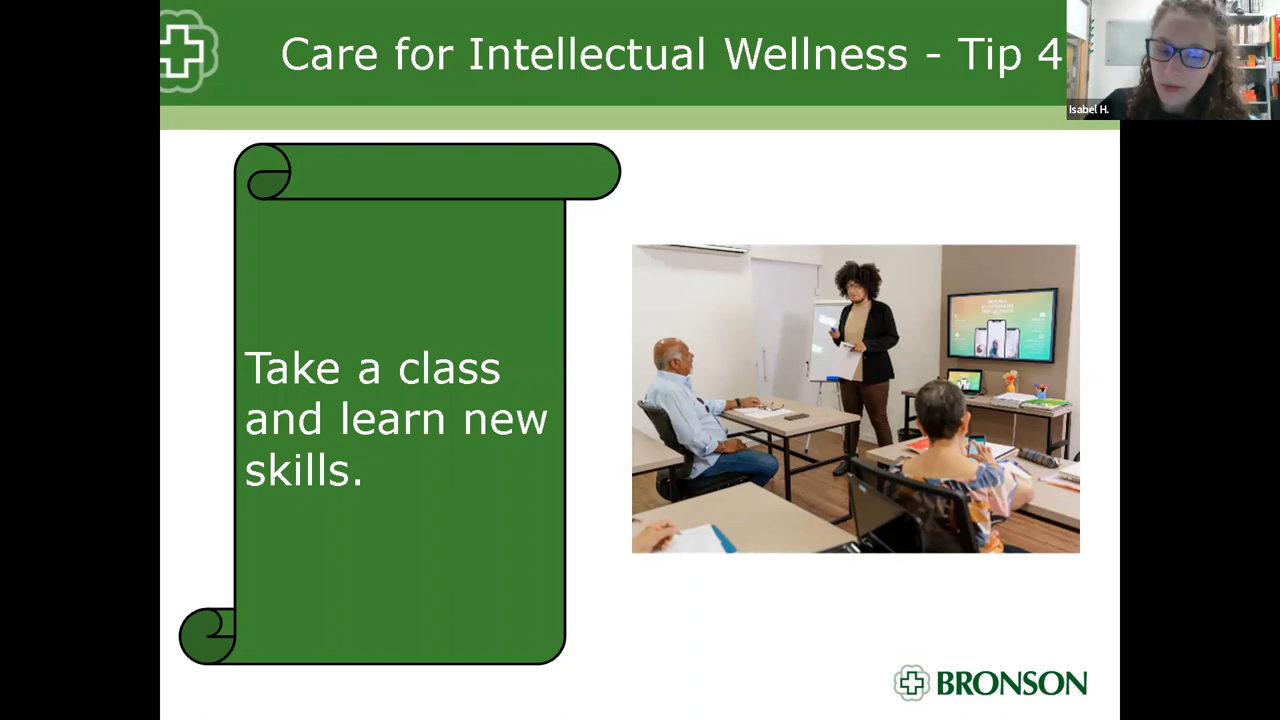 Care for Intellectual Wellness - Tip 4
Isabel H.
Take a class
and learn new
skills.
BRONSON